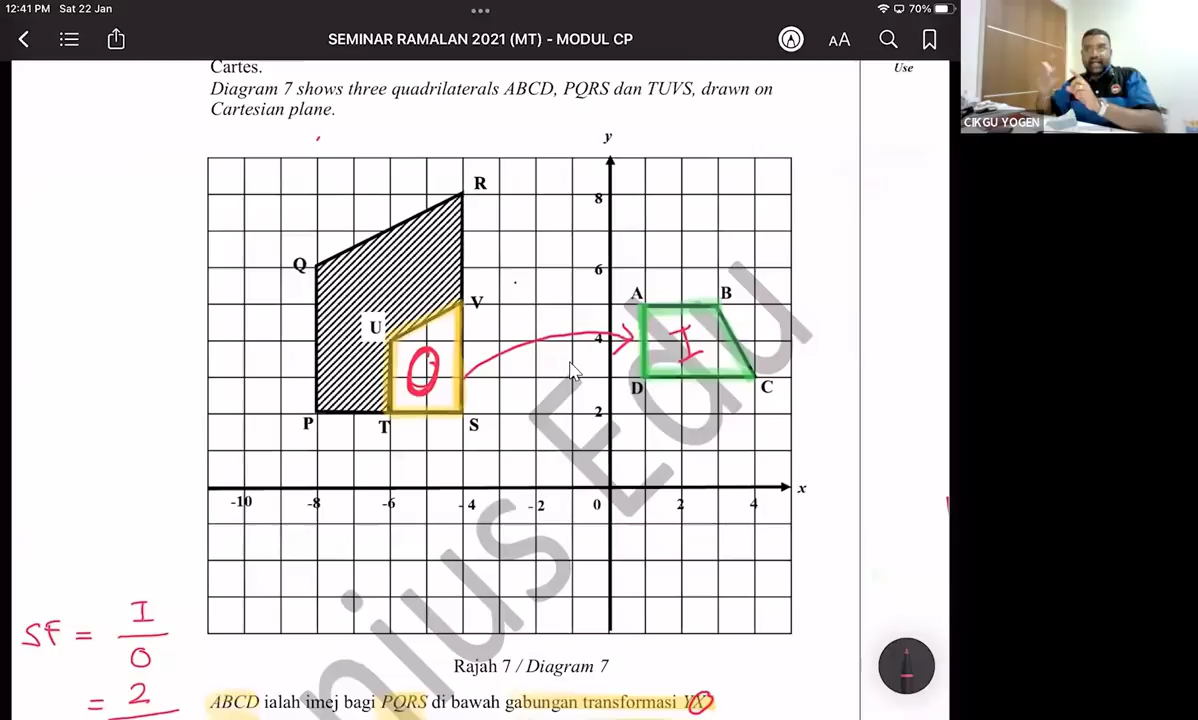 12:41 PM Sat 22 Jan
70%
SEMINAR RAMALAN 2021 (MT) - MODUL CP
AA
CIKGU YOGEN
Cartes.
Use
Diagram 7 shows three quadrilaterals ABCD, PQRS dan TUVS, drawn on
Cartesian plane.
y
R
8
Q
6
A B
V
U
4
O
I
D C
2
P T S
x
-10 -8 -6 -4 -2 0 2 4
nius Edu
SF = I
O
= 2
Rajah 7 / Diagram 7
ABCD ialah imej bagi PQRS di bawah gabungan transformasi YX